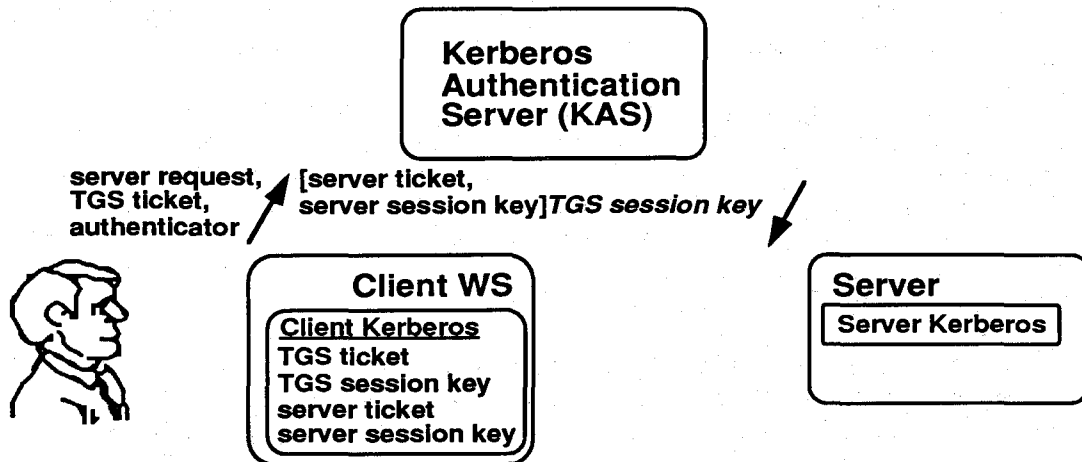 Kerberos
Authentication
Server (KAS)
server request,
TGS ticket,
authenticator
[server ticket,
server session key]TGS session key
Client WS
Client Kerberos
TGS ticket
TGS session key
server ticket
server session key
Server
Server Kerberos